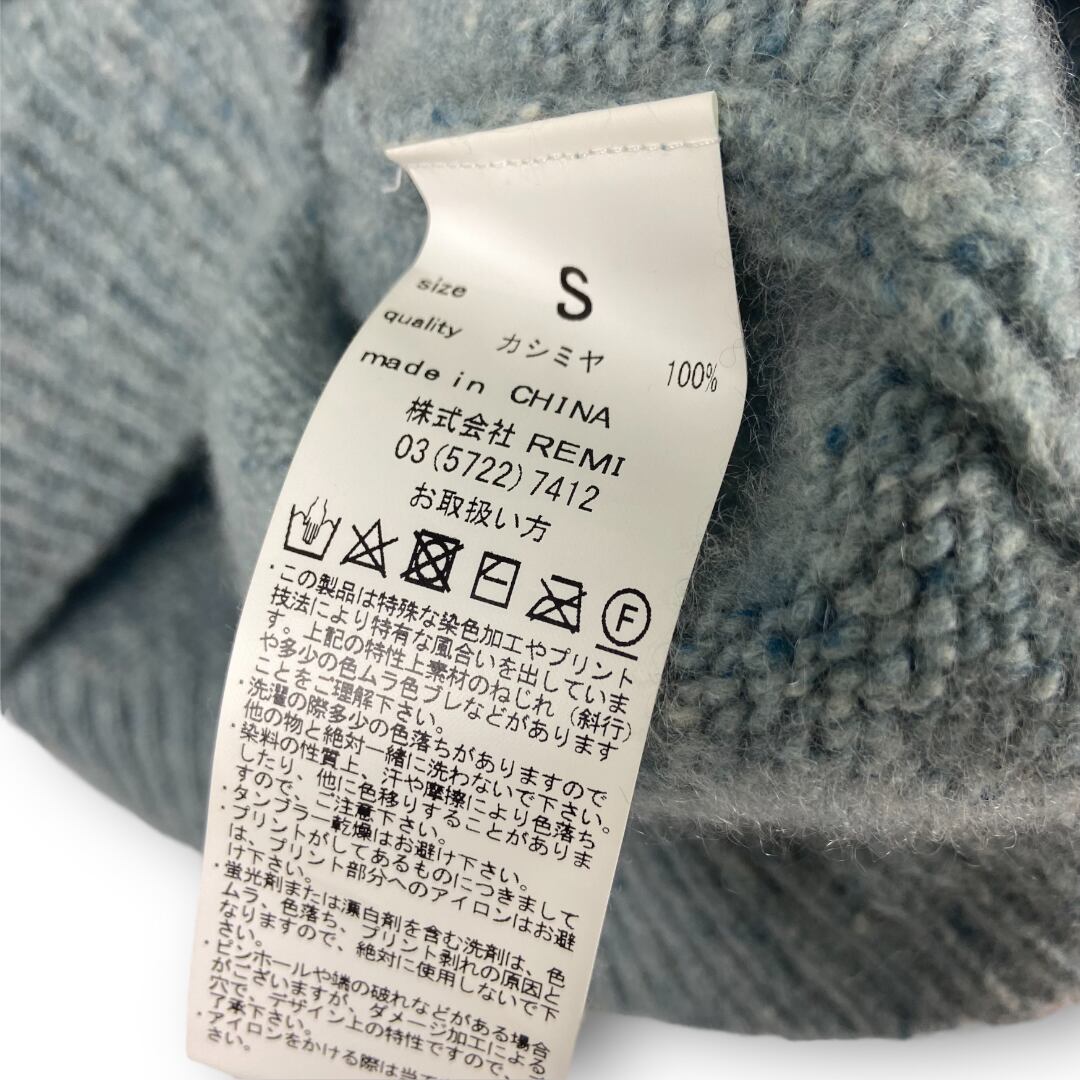 size S
quality カシミヤ 100%
made in CHINA
株式会社 REMI
03(5722)7412
お取扱い方
F
・この製品は特殊な染色加工やプリント
技法により特有な風合いを出していま
す。上記の特性上素材のねじれ（斜行）
や多少の色ムラ色ブレなどがあります
ことをご理解下さい。
・洗濯の際多少の色落ちがありますので
他の物と絶対一緒に洗わないで下さい。
・染料の性質上、汗や摩擦により色落ち
したり、他に色移りすることがありま
すので、ご注意下さい。
・タンブラー乾燥はお避け下さい。
・プリントがしてあるものにつきまして
は、プリント部分へのアイロンはお避
け下さい。
・蛍光剤または漂白剤を含む洗剤は、色
ムラ、色落ち、プリント剥れの原因と
なりますので、絶対に使用しないで下
さい。
・ピンホールや端の破れなどがある場合
がございますが、ダメージ加工によるご
穴で、デザイン上の特性ですので、
了承下さい。
・アイロンをかける際は当て